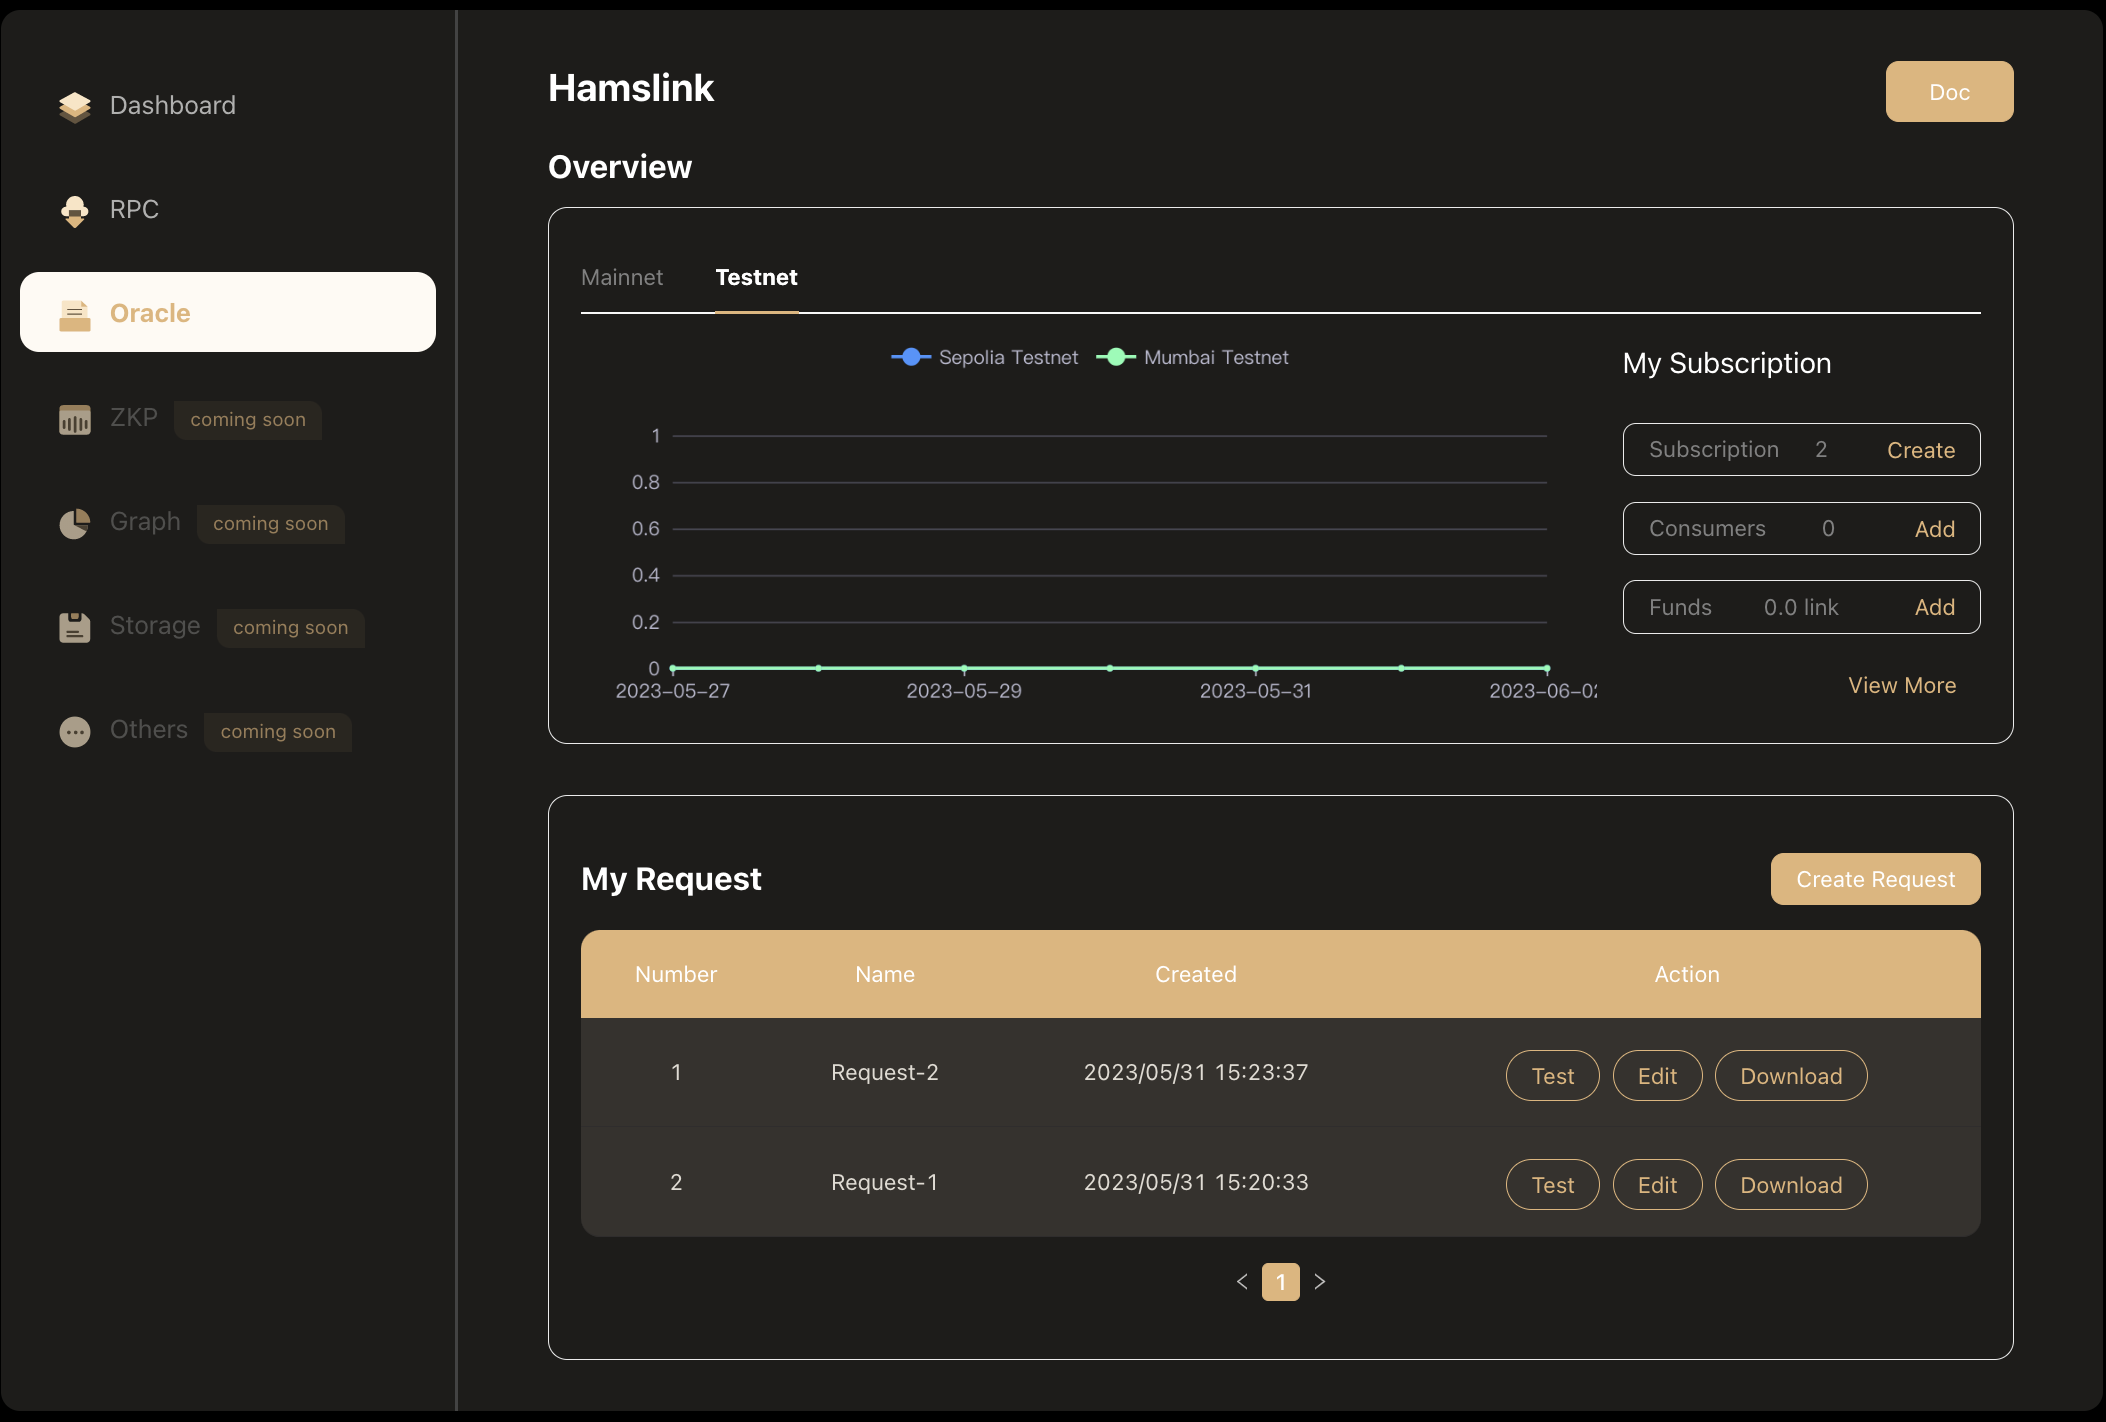 Dashboard
RPC
Oracle
ZKP coming soon
Graph coming soon
Storage coming soon
Others coming soon
Hamslink
Doc
Overview
Mainnet Testnet
Sepolia Testnet Mumbai Testnet
1
0.8
0.6
0.4
0.2
0
2023-05-27 2023-05-29 2023-05-31 2023-06-02
My Subscription
Subscription 2 Create
Consumers 0 Add
Funds 0.0 link Add
View More
My Request
Create Request
Number Name Created Action
1 Request-2 2023/05/31 15:23:37 Test Edit Download
2 Request-1 2023/05/31 15:20:33 Test Edit Download
< 1 >